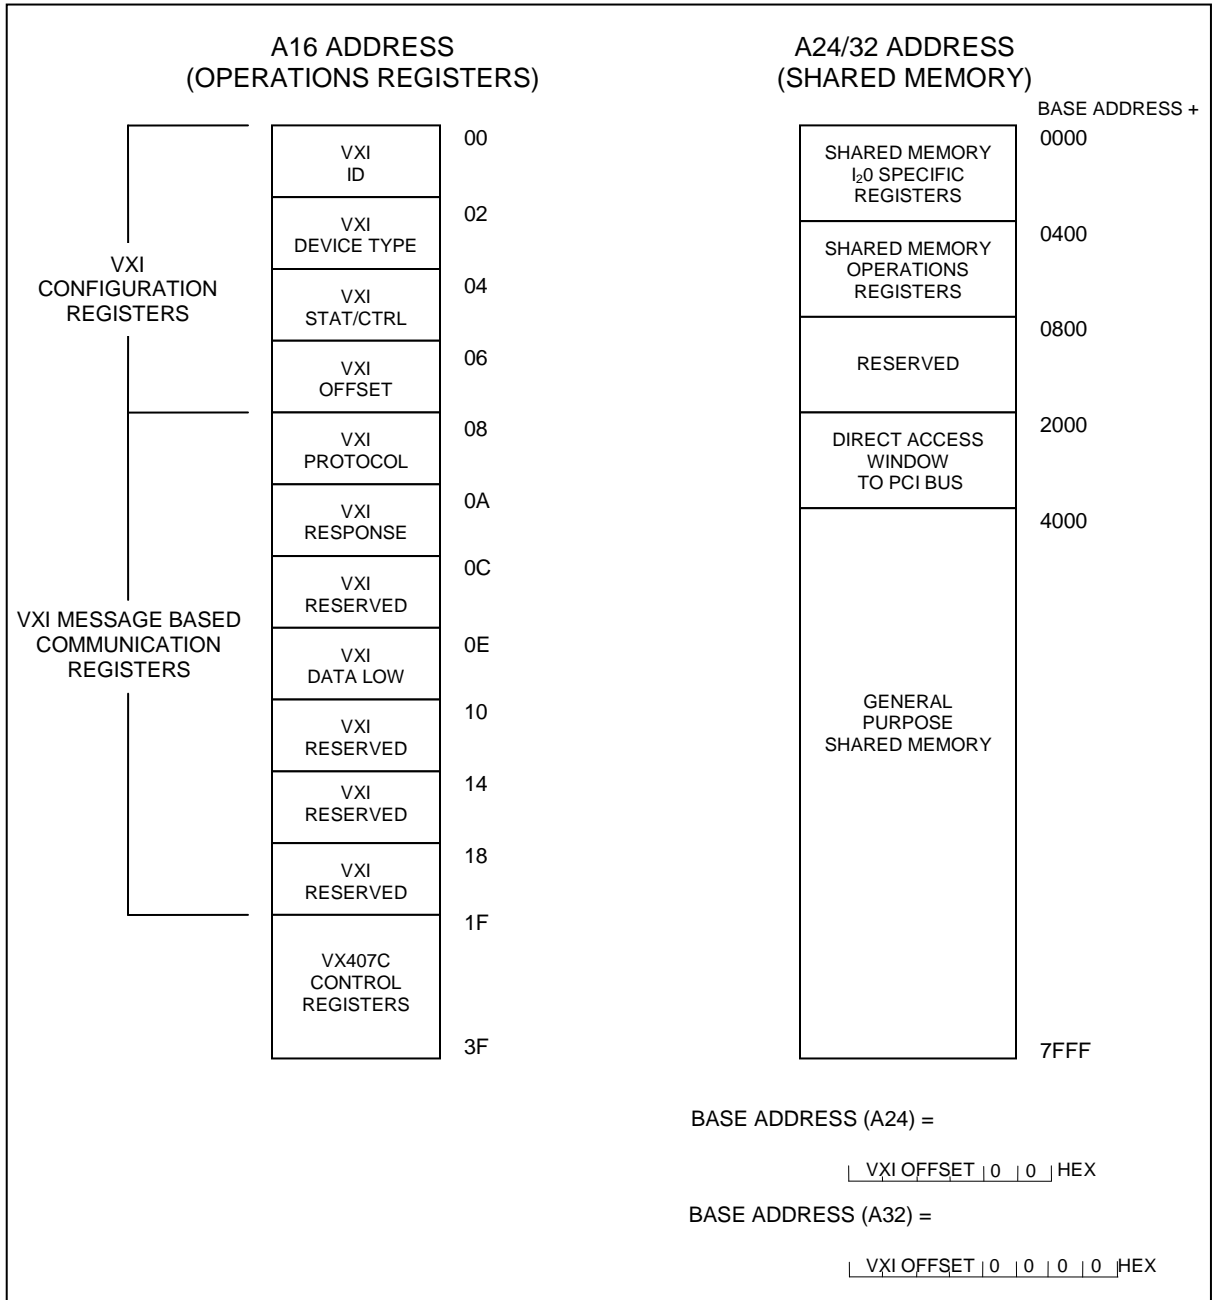 A16 ADDRESS
(OPERATIONS REGISTERS)
VXI
CONFIGURATION
REGISTERS
VXI MESSAGE BASED
COMMUNICATION
REGISTERS
VXI
ID
00
VXI
DEVICE TYPE
02
VXI
STAT/CTRL
04
VXI
OFFSET
06
VXI
PROTOCOL
08
VXI
RESPONSE
0A
VXI
RESERVED
0C
VXI
DATA LOW
0E
VXI
RESERVED
10
VXI
RESERVED
14
VXI
RESERVED
18
VX407C
CONTROL
REGISTERS
1F
3F
A24/32 ADDRESS
(SHARED MEMORY)
BASE ADDRESS +
SHARED MEMORY
I₂0 SPECIFIC
REGISTERS
0000
SHARED MEMORY
OPERATIONS
REGISTERS
0400
RESERVED
0800
DIRECT ACCESS
WINDOW
TO PCI BUS
2000
GENERAL
PURPOSE
SHARED MEMORY
4000
7FFF
BASE ADDRESS (A24) =
VXI OFFSET 0 0 HEX
BASE ADDRESS (A32) =
VXI OFFSET 0 0 0 0 HEX